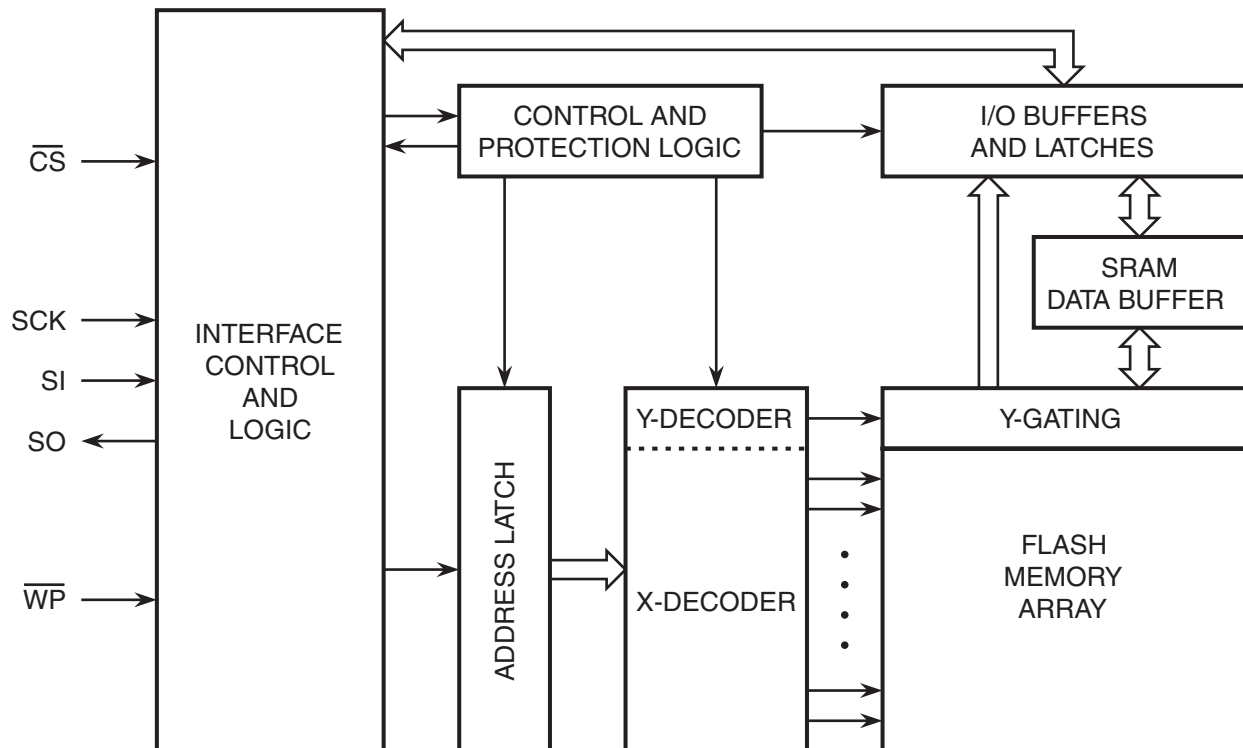 CONTROL AND
PROTECTION LOGIC
I/O BUFFERS
AND LATCHES
CS
SCK
SI
SO
WP
INTERFACE
CONTROL
AND
LOGIC
SRAM
DATA BUFFER
Y-DECODER
Y-GATING
ADDRESS LATCH
X-DECODER
FLASH
MEMORY
ARRAY